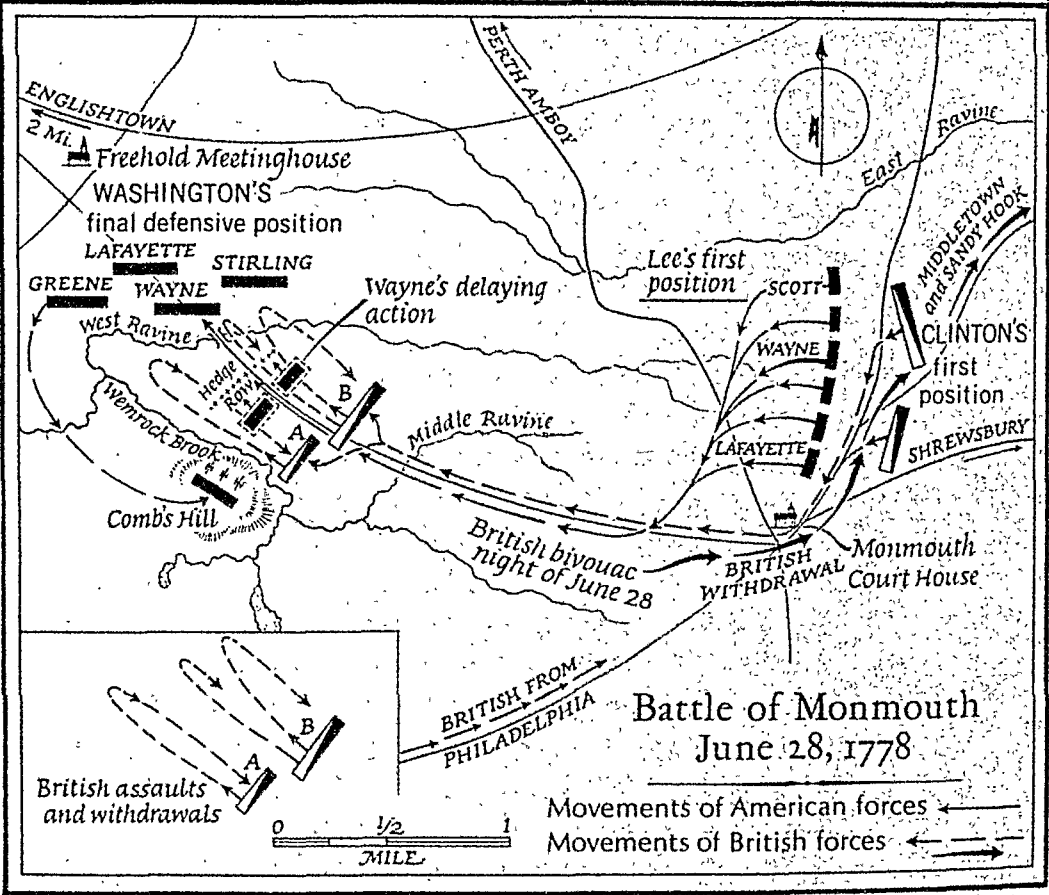 PERTH AMBOY
ENGLISHTOWN
2 Mi.
Freehold Meetinghouse
WASHINGTON'S
final defensive position
LAFAYETTE
STIRLING
GREENE
WAYNE
West Ravine
Wayne's delaying
action
Hedge
Row
B
A
Wemrock Brook
Comb's Hill
Middle Ravine
East
Ravine
MIDDLETOWN
and SANDY HOOK
Lee's first
position
SCOTT
WAYNE
LAFAYETTE
CLINTON'S
first
position
SHREWSBURY
British bivouac
night of June 28
BRITISH
WITHDRAWAL
Monmouth
Court House
BRITISH FROM
PHILADELPHIA
B
A
British assaults
and withdrawals
0 1/2 1
MILE
Battle of Monmouth
June 28, 1778
Movements of American forces
Movements of British forces